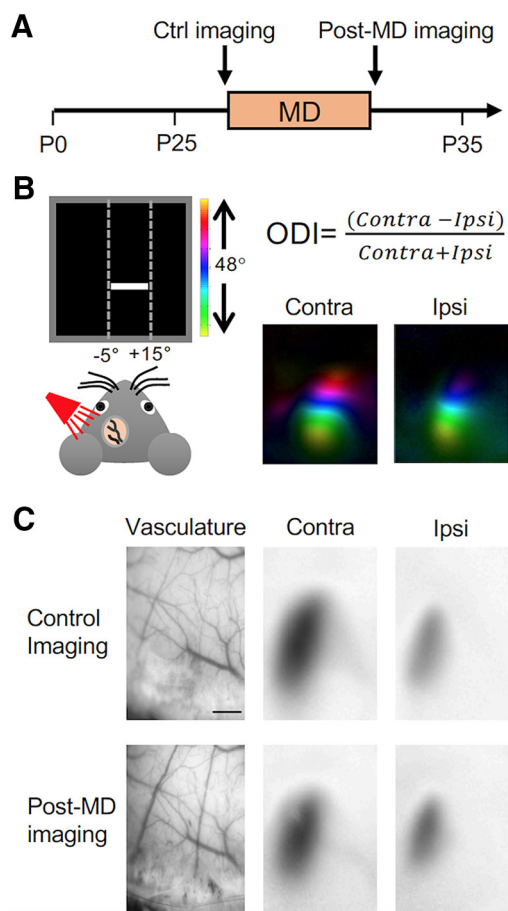 A
Ctrl imaging
Post-MD imaging
MD
P0
P25
P35
B
48°
-5° +15°
ODI= (Contra -Ipsi)
Contra+Ipsi
Contra
Ipsi
C
Vasculature
Contra
Ipsi
Control
Imaging
Post-MD
imaging